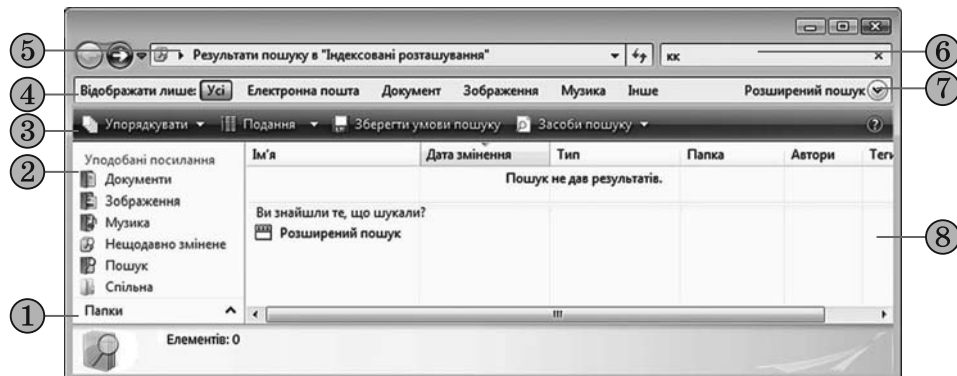 5 Результати пошуку в "Індексовані розташування" кк 6
4 Відображати лише: Усі Електронна пошта Документ Зображення Музика Інше Розширений пошук 7
3 Упорядкувати Подання Зберегти умови пошуку Засоби пошуку ?
Уподобані посилання Ім'я Дата змінення Тип Папка Автори Теги
2 Документи Пошук не дав результатів.
Зображення
Музика Ви знайшли те, що шукали?
Нещодавно змінене Розширений пошук 8
Пошук
Спільна
1 Папки
Елементів: 0